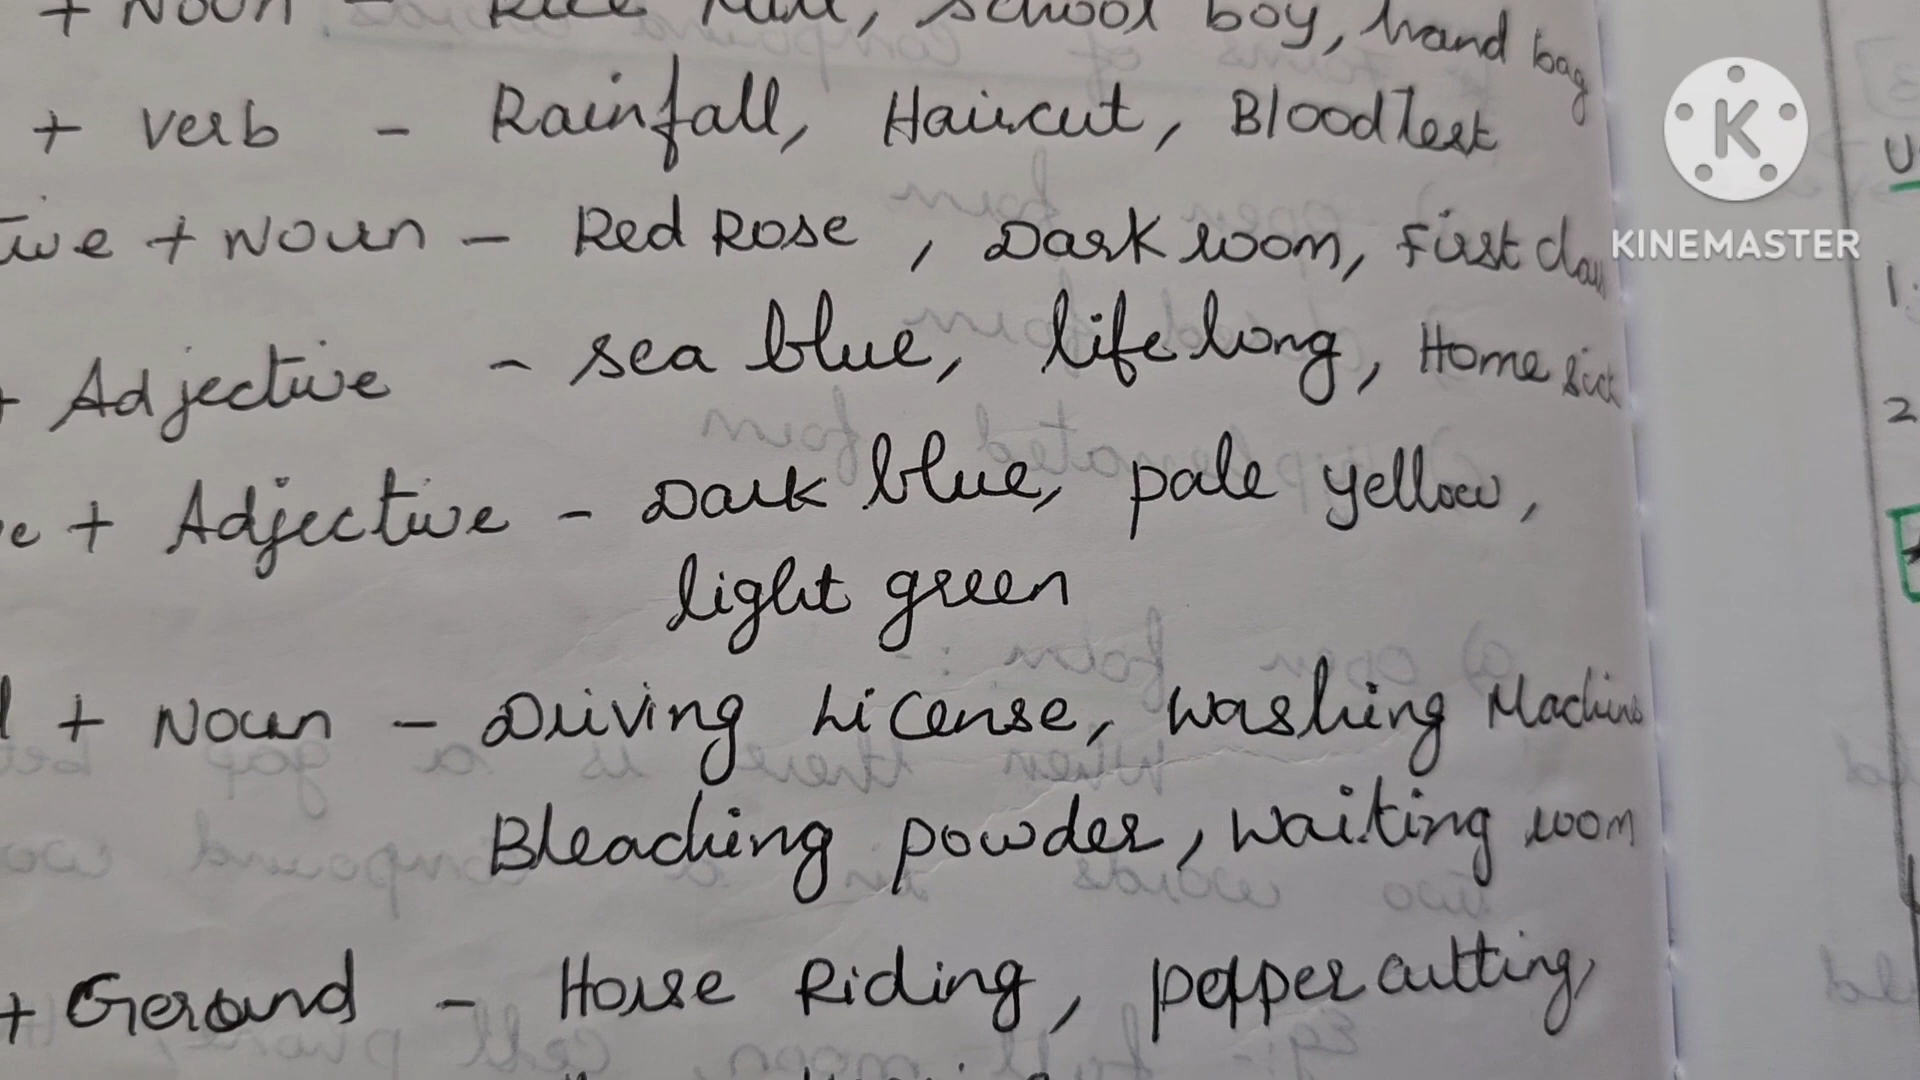 + Noun - Rice Mill, school boy, hand bag
+ verb - Rainfall, Haircut, Bloodtest
tive + Noun - Red Rose, Dark room, First class
+ Adjective - sea blue, life long, Home sick
e + Adjective - Dark blue, pale yellow,
light green
d + Noun - Driving License, Washing Machine
Bleaching powder, Waiting room
+ Gerund - Horse Riding, pepper cutting,
KINEMASTER